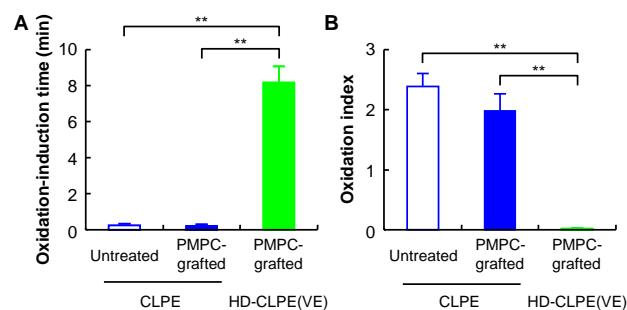 A
Oxidation-induction time (min)
10
8
6
4
2
0
**
**
Untreated
PMPC-
grafted
PMPC-
grafted
CLPE
HD-CLPE(VE)
B
Oxidation index
3
2
1
0
**
**
Untreated
PMPC-
grafted
PMPC-
grafted
CLPE
HD-CLPE(VE)